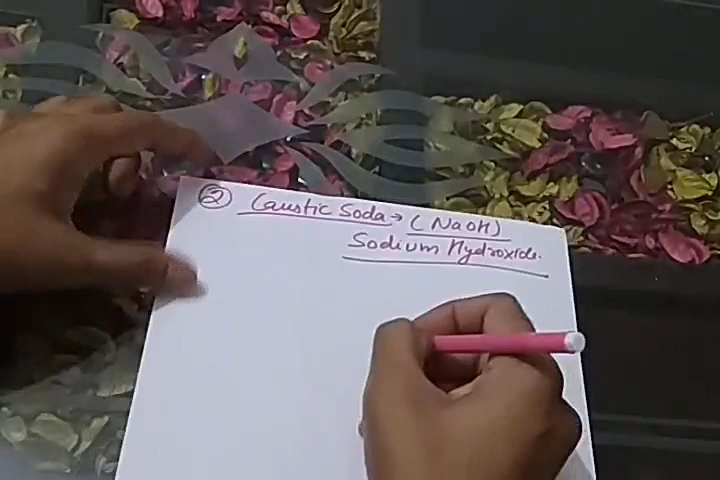 ② Caustic Soda → (NaOH)
Sodium Hydroxide.